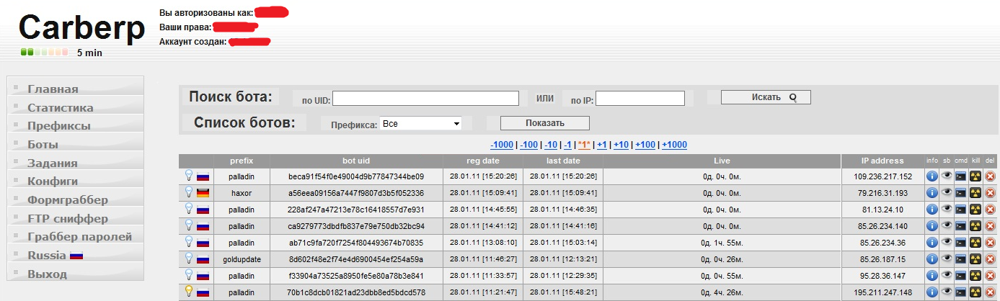 Carberp
5 min
Вы авторизованы как:
Ваши права:
Аккаунт создан:
Главная
Статистика
Префиксы
Боты
Задания
Конфиги
Формграббер
FTP сниффер
Граббер паролей
Russia
Выход
Поиск бота: по UID: ИЛИ по IP: Искать
Список ботов: Префикса: Все Показать
-1000 | -100 | -10 | -1 | *1* | +1 | +10 | +100 | +1000
prefix bot uid reg date last date Live IP address info sb cmd kill del
palladin beca91f54f0e49004d9b77847344be09 28.01.11 [15:20:26] 28.01.11 [15:20:26] 0д. 0ч. 0м. 109.236.217.152
haxor a56eea09156a7447f9807d3b5f052336 28.01.11 [15:09:41] 28.01.11 [15:09:41] 0д. 0ч. 0м. 79.216.31.193
palladin 228af247a47213e78c16418557d7e931 28.01.11 [14:45:55] 28.01.11 [14:46:35] 0д. 0ч. 0м. 81.13.24.10
palladin ca9279773dbdfb837e79e750db32bc94 28.01.11 [14:41:12] 28.01.11 [14:41:16] 0д. 0ч. 0м. 85.26.234.140
palladin ab71c9fa720f7254f804493674b70835 28.01.11 [13:08:10] 28.01.11 [15:03:14] 0д. 1ч. 55м. 85.26.234.36
goldupdate 8d602f48e2f74e4d6900454ef254a59a 28.01.11 [11:46:27] 28.01.11 [12:13:21] 0д. 0ч. 26м. 85.26.187.15
palladin f33904a73525a8950fe5e80a78b3e841 28.01.11 [11:33:57] 28.01.11 [12:29:35] 0д. 0ч. 55м. 95.28.36.147
palladin 70b1c8dcb01821ad23dbb8ed5bdcd578 28.01.11 [11:21:47] 28.01.11 [15:48:21] 0д. 4ч. 26м. 195.211.247.148